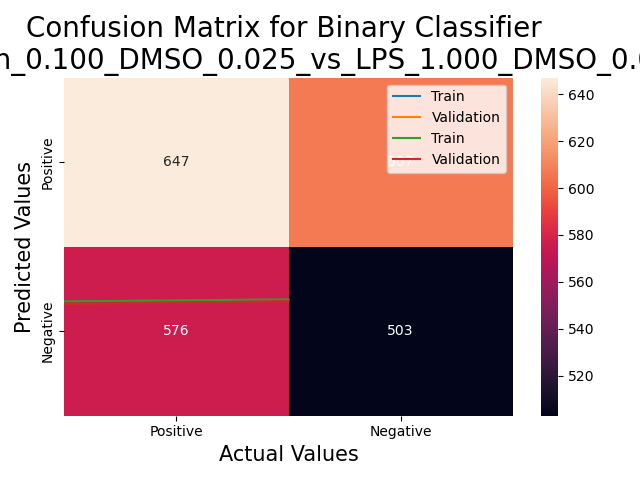 Confusion Matrix for Binary Classifier
n_0.100_DMSO_0.025_vs_LPS_1.000_DMSO_0.0
Train
Validation
Train
Validation
640
620
600
580
560
540
520
Predicted Values
Positive
Negative
647
576
503
Positive
Negative
Actual Values